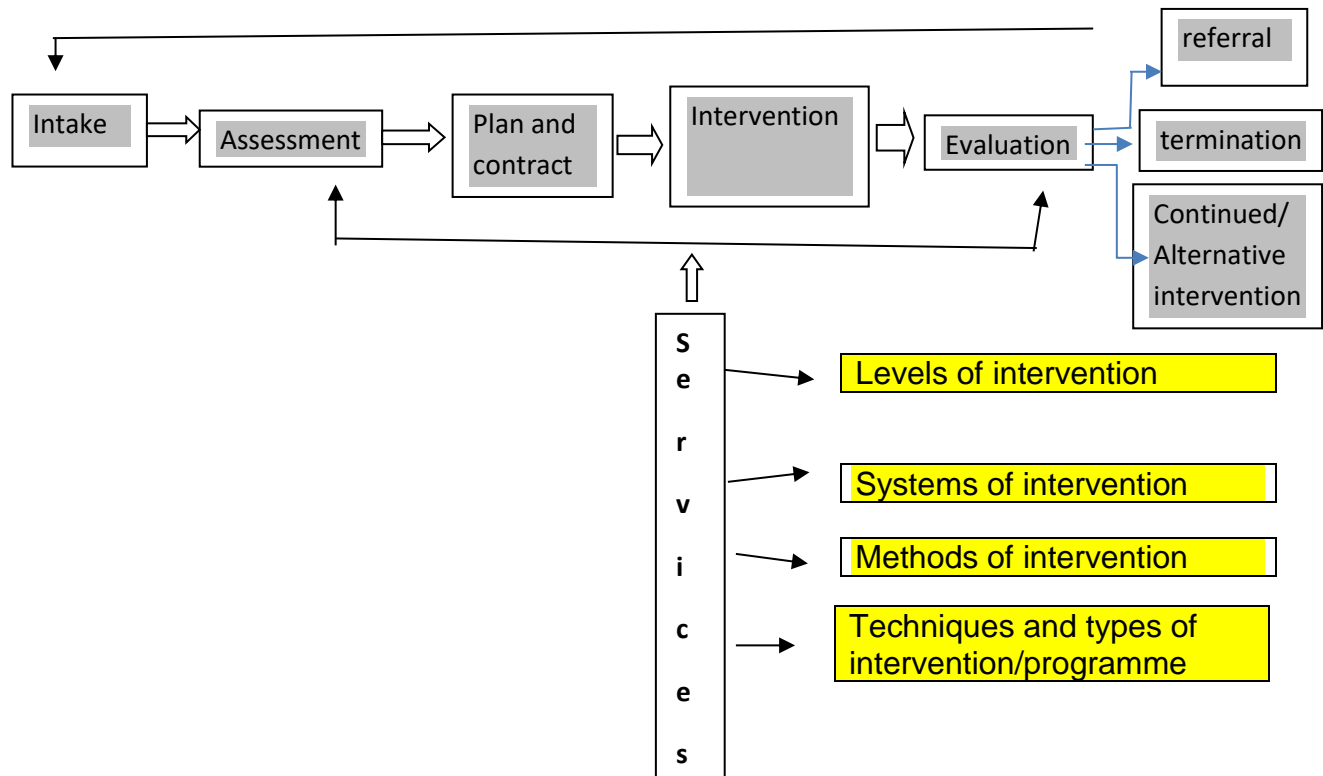 referral
Intake
Assessment
Plan and
contract
Intervention
Evaluation
termination
Continued/
Alternative
intervention
S
e
r
v
i
c
e
s
Levels of intervention
Systems of intervention
Methods of intervention
Techniques and types of
intervention/programme